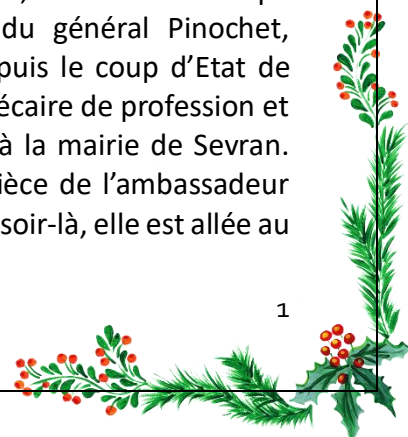 du général Pinochet,
puis le coup d’Etat de
écaire de profession et
à la mairie de Sevran.
ièce de l’ambassadeur
soir-là, elle est allée au
1